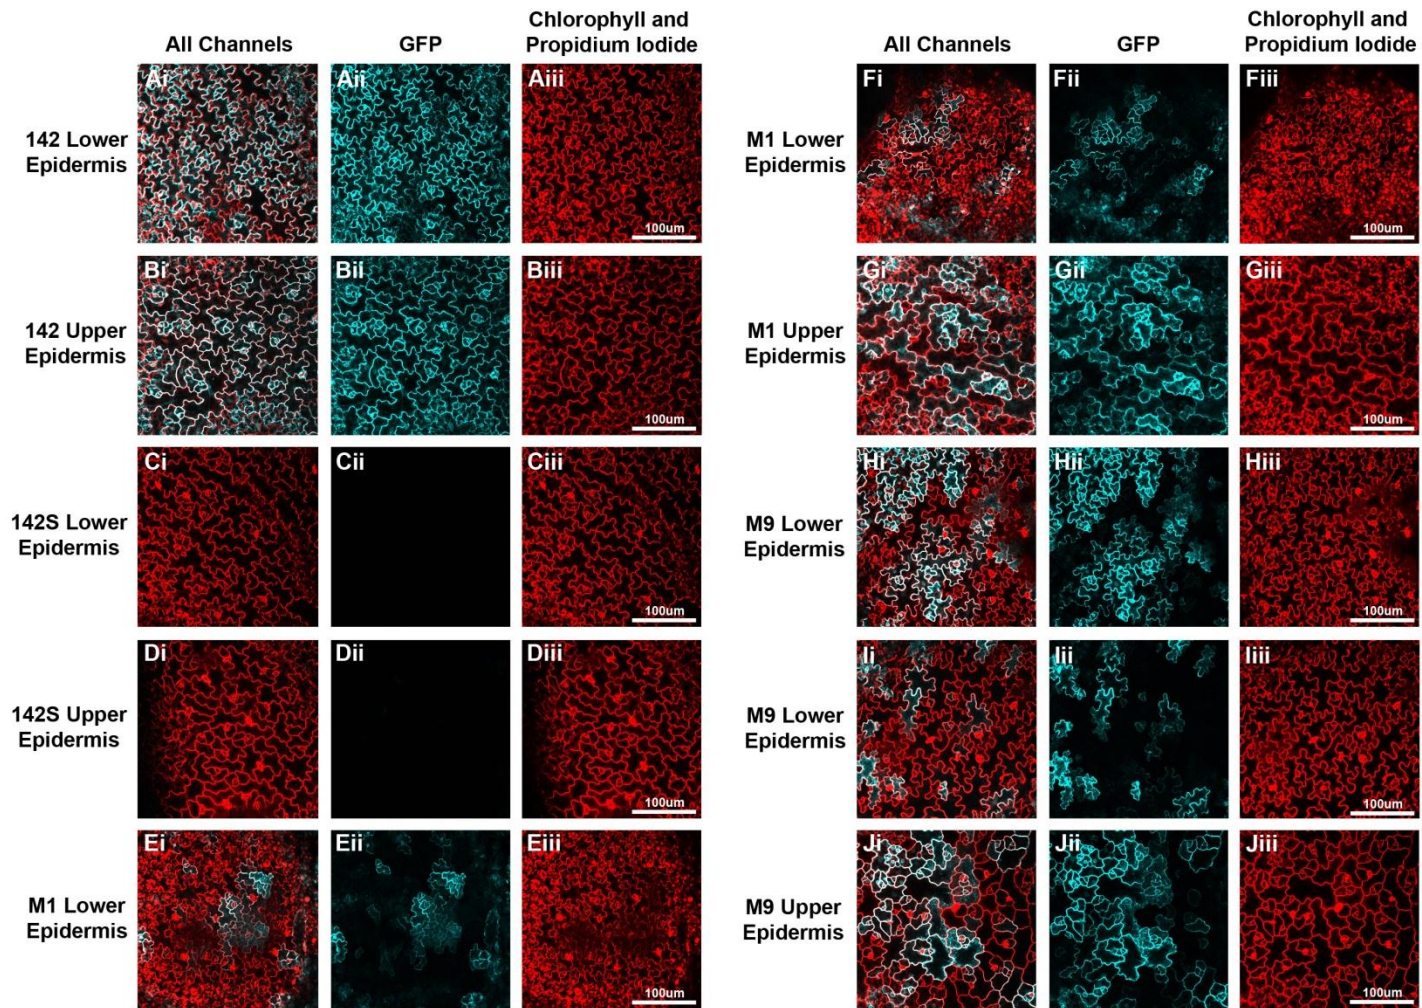 All Channels GFP Chlorophyll and
Propidium Iodide
142 Lower
Epidermis
Ai Aii Aiii
100um
142 Upper
Epidermis
Bi Bii Biii
100um
142S Lower
Epidermis
Ci Cii Ciii
100um
142S Upper
Epidermis
Di Dii Diii
100um
M1 Lower
Epidermis
Ei Eii Eiii
100um
All Channels GFP Chlorophyll and
Propidium Iodide
M1 Lower
Epidermis
Fi Fii Fiii
100um
M1 Upper
Epidermis
Gi Gii Giii
100um
M9 Lower
Epidermis
Hi Hii Hiii
100um
M9 Lower
Epidermis
Ii Iii Iiii
100um
M9 Upper
Epidermis
Ji Jii Jiii
100um